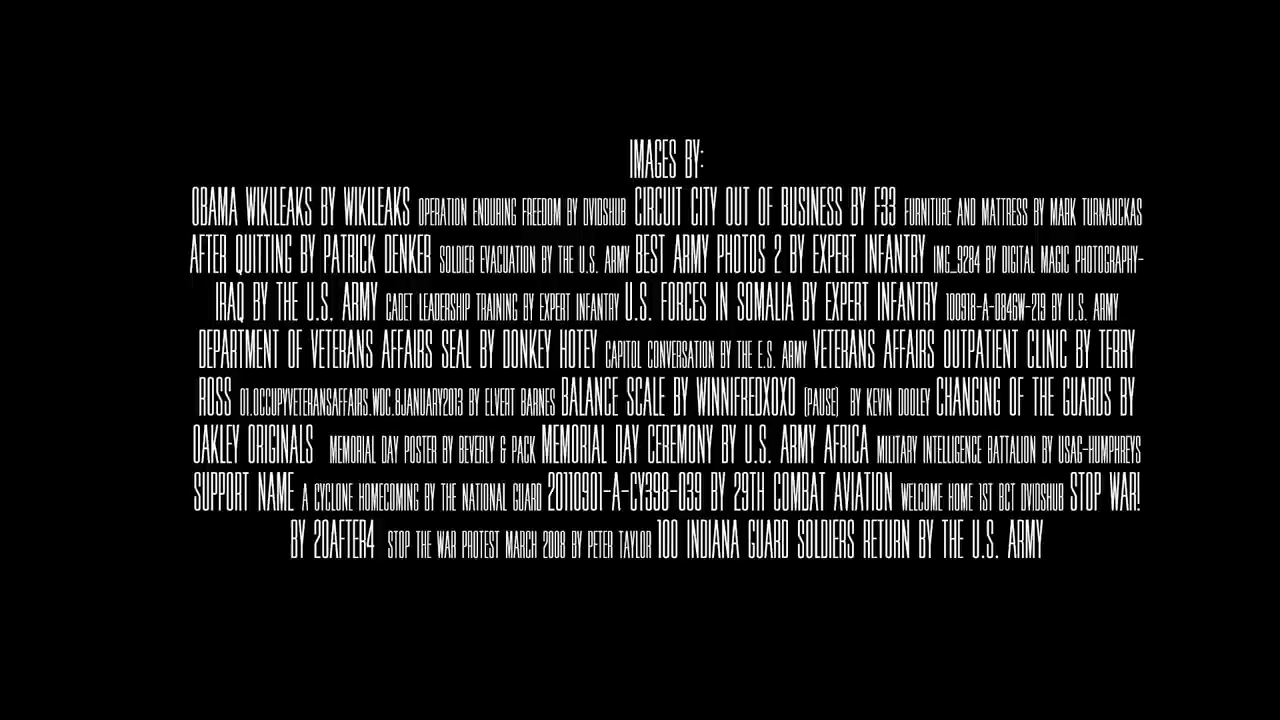 IMAGES BY:
OBAMA WIKILEAKS BY WIKILEAKS OPERATION ENDURING FREEDOM BY DVIDSHUB CIRCUIT CITY OUT OF BUSINESS BY F33 FURNITURE AND MATTRESS BY MARK TURNAUCKAS
AFTER QUITTING BY PATRICK DENKER SOLDIER EVACUATION BY THE U.S. ARMY BEST ARMY PHOTOS 2 BY EXPERT INFANTRY IMG_9284 BY DIGITAL MAGIC PHOTOGRAPHY-
IRAQ BY THE U.S. ARMY CADET LEADERSHIP TRAINING BY EXPERT INFANTRY U.S. FORCES IN SOMALIA BY EXPERT INFANTRY 100918-A-0846W-219 BY U.S. ARMY
DEPARTMENT OF VETERANS AFFAIRS SEAL BY DONKEY HOTEY CAPITOL CONVERSATION BY THE E.S. ARMY VETERANS AFFAIRS OUTPATIENT CLINIC BY TERRY
ROSS 01.OCCUPYVETERANSAFFAIRS.WDC.8JANUARY2013 BY ELVERT BARNES BALANCE SCALE BY WINNIFREDXOXO (PAUSE) BY KEVIN DOOLEY CHANGING OF THE GUARDS BY
OAKLEY ORIGINALS MEMORIAL DAY POSTER BY BEVERLY & PACK MEMORIAL DAY CEREMONY BY U.S. ARMY AFRICA MILITARY INTELLIGENCE BATTALION BY USAG-HUMPHREYS
SUPPORT NAME A CYCLONE HOMECOMING BY THE NATIONAL GUARD 20110901-A-CY398-039 BY 29TH COMBAT AVIATION WELCOME HOME 1ST BCT DVIDSHUB STOP WAR!
BY 20AFTER4 STOP THE WAR PROTEST MARCH 2008 BY PETER TAYLOR 100 INDIANA GUARD SOLDIERS RETURN BY THE U.S. ARMY